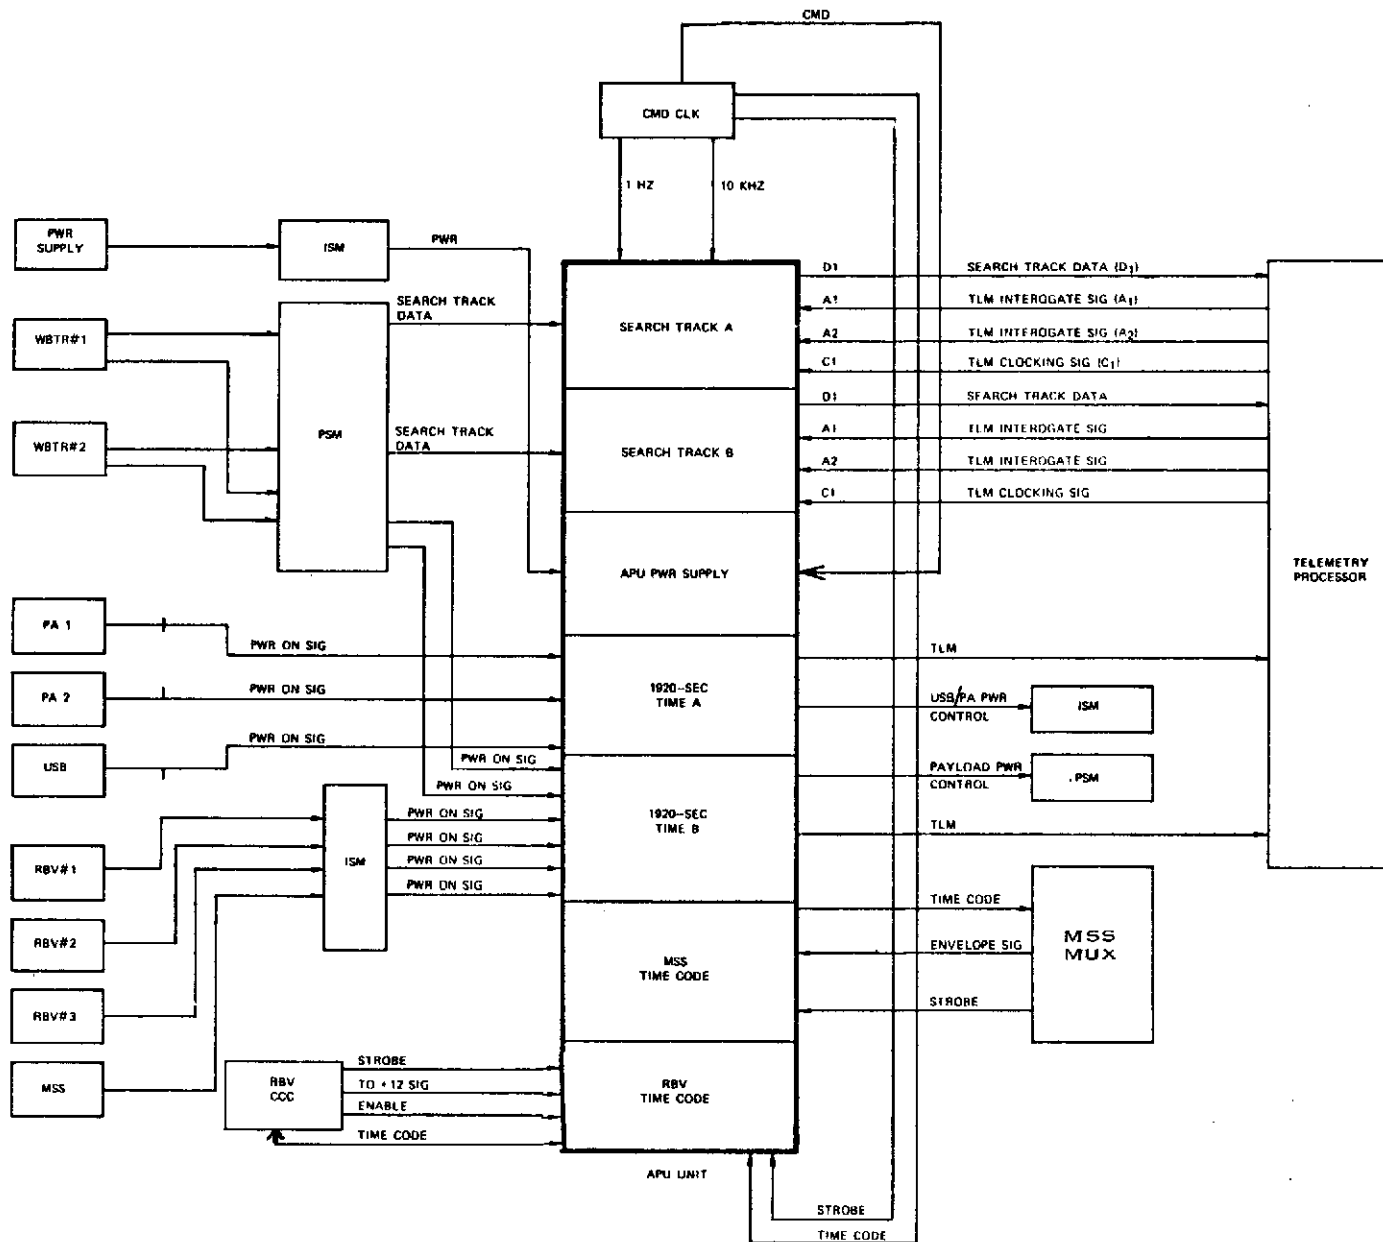 CMD
CMD CLK
1 HZ
10 KHZ
PWR
SUPPLY
ISM
PWR
WBTR#1
WBTR#2
PSM
SEARCH TRACK
DATA
SEARCH TRACK
DATA
SEARCH TRACK A
SEARCH TRACK B
APU PWR SUPPLY
1920-SEC
TIME A
1920-SEC
TIME B
MSS
TIME CODE
RBV
TIME CODE
APU UNIT
D1 SEARCH TRACK DATA (D1)
A1 TLM INTEROGATE SIG (A1)
A2 TLM INTEROGATE SIG (A2)
C1 TLM CLOCKING SIG (C1)
D1 SEARCH TRACK DATA
A1 TLM INTEROGATE SIG
A2 TLM INTEROGATE SIG
C1 TLM CLOCKING SIG
TELEMETRY
PROCESSOR
PA 1
PWR ON SIG
PA 2
PWR ON SIG
USB
PWR ON SIG
PWR ON SIG
PWR ON SIG
RBV#1
RBV#2
RBV#3
MSS
ISM
PWR ON SIG
PWR ON SIG
PWR ON SIG
PWR ON SIG
RBV
CCC
STROBE
TO +12 SIG
ENABLE
TIME CODE
TLM
USB/PA PWR
CONTROL
ISM
PAYLOAD PWR
CONTROL
PSM
TLM
TIME CODE
ENVELOPE SIG
STROBE
MSS
MUX
STROBE
TIME CODE